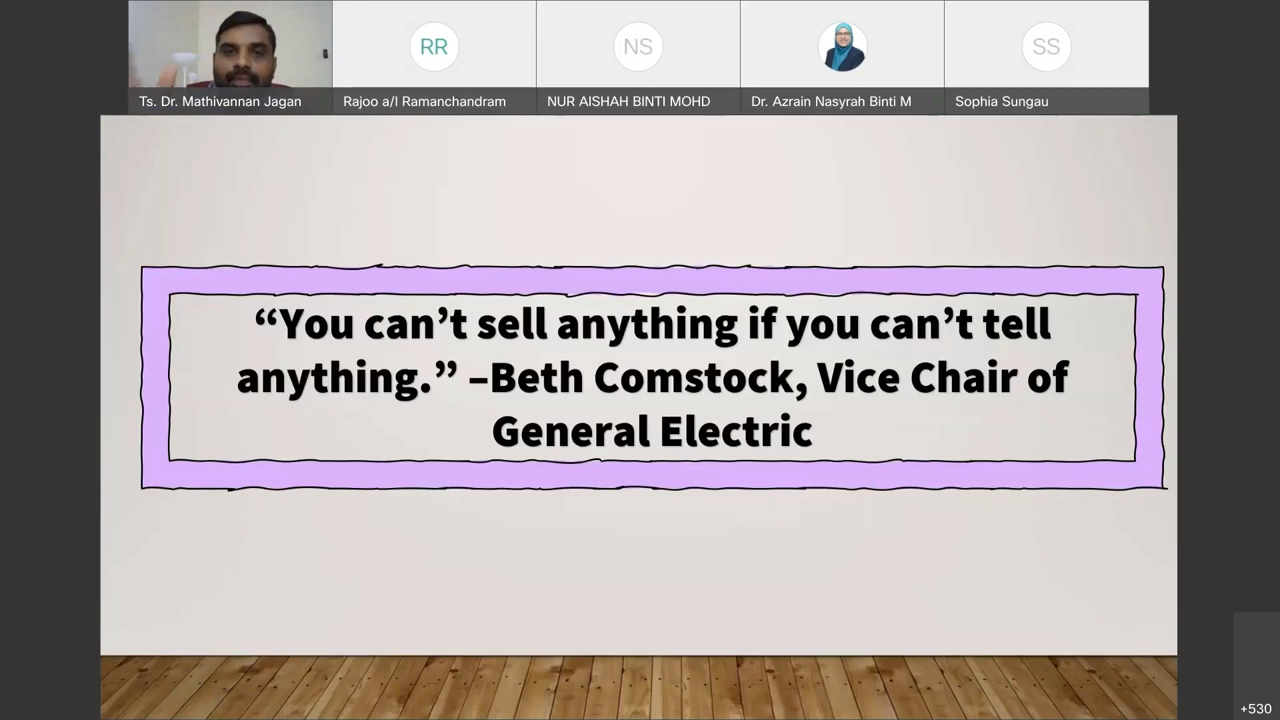 RR
NS
SS
Ts. Dr. Mathivannan Jagan
Rajoo a/l Ramanchandram
NUR AISHAH BINTI MOHD
Dr. Azrain Nasyrah Binti M
Sophia Sungau
“You can’t sell anything if you can’t tell
anything.” –Beth Comstock, Vice Chair of
General Electric
+530